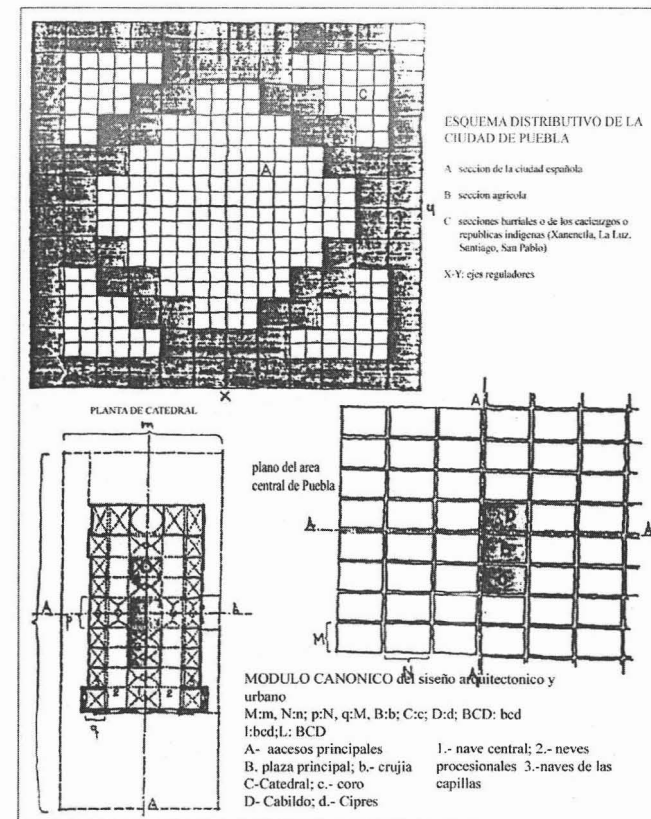 C
A
ESQUEMA DISTRIBUTIVO DE LA
CIUDAD DE PUEBLA
A seccion de la ciudad española
B seccion agricola
C secciones barriales o de los cacicazgos o
republicas indigenas (Xanenetla, La Luz,
Santiago, San Pablo)
X-Y: ejes reguladores
y
X
PLANTA DE CATEDRAL
m
A
p
A
2
1
2
q
A
plano del area
central de Puebla
A
A
A
D
b
M
N
A
MODULO CANONICO del siseño arquitectonico y
urbano
M:m, N:n; p:N, q:M, B:b; C:c; D:d; BCD: bcd
l:bcd;L: BCD
A- aacesos principales
B. plaza principal; b.- crujia
C-Catedral; c.- coro
D- Cabildo; d.- Cipres
1.- nave central; 2.- neves
procesionales 3.-naves de las
capillas